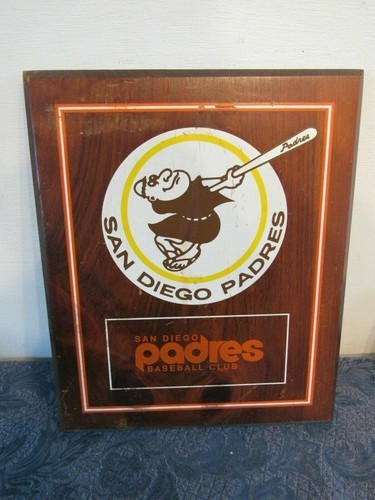 Padres
SAN DIEGO PADRES
SAN DIEGO
padres
BASEBALL CLUB